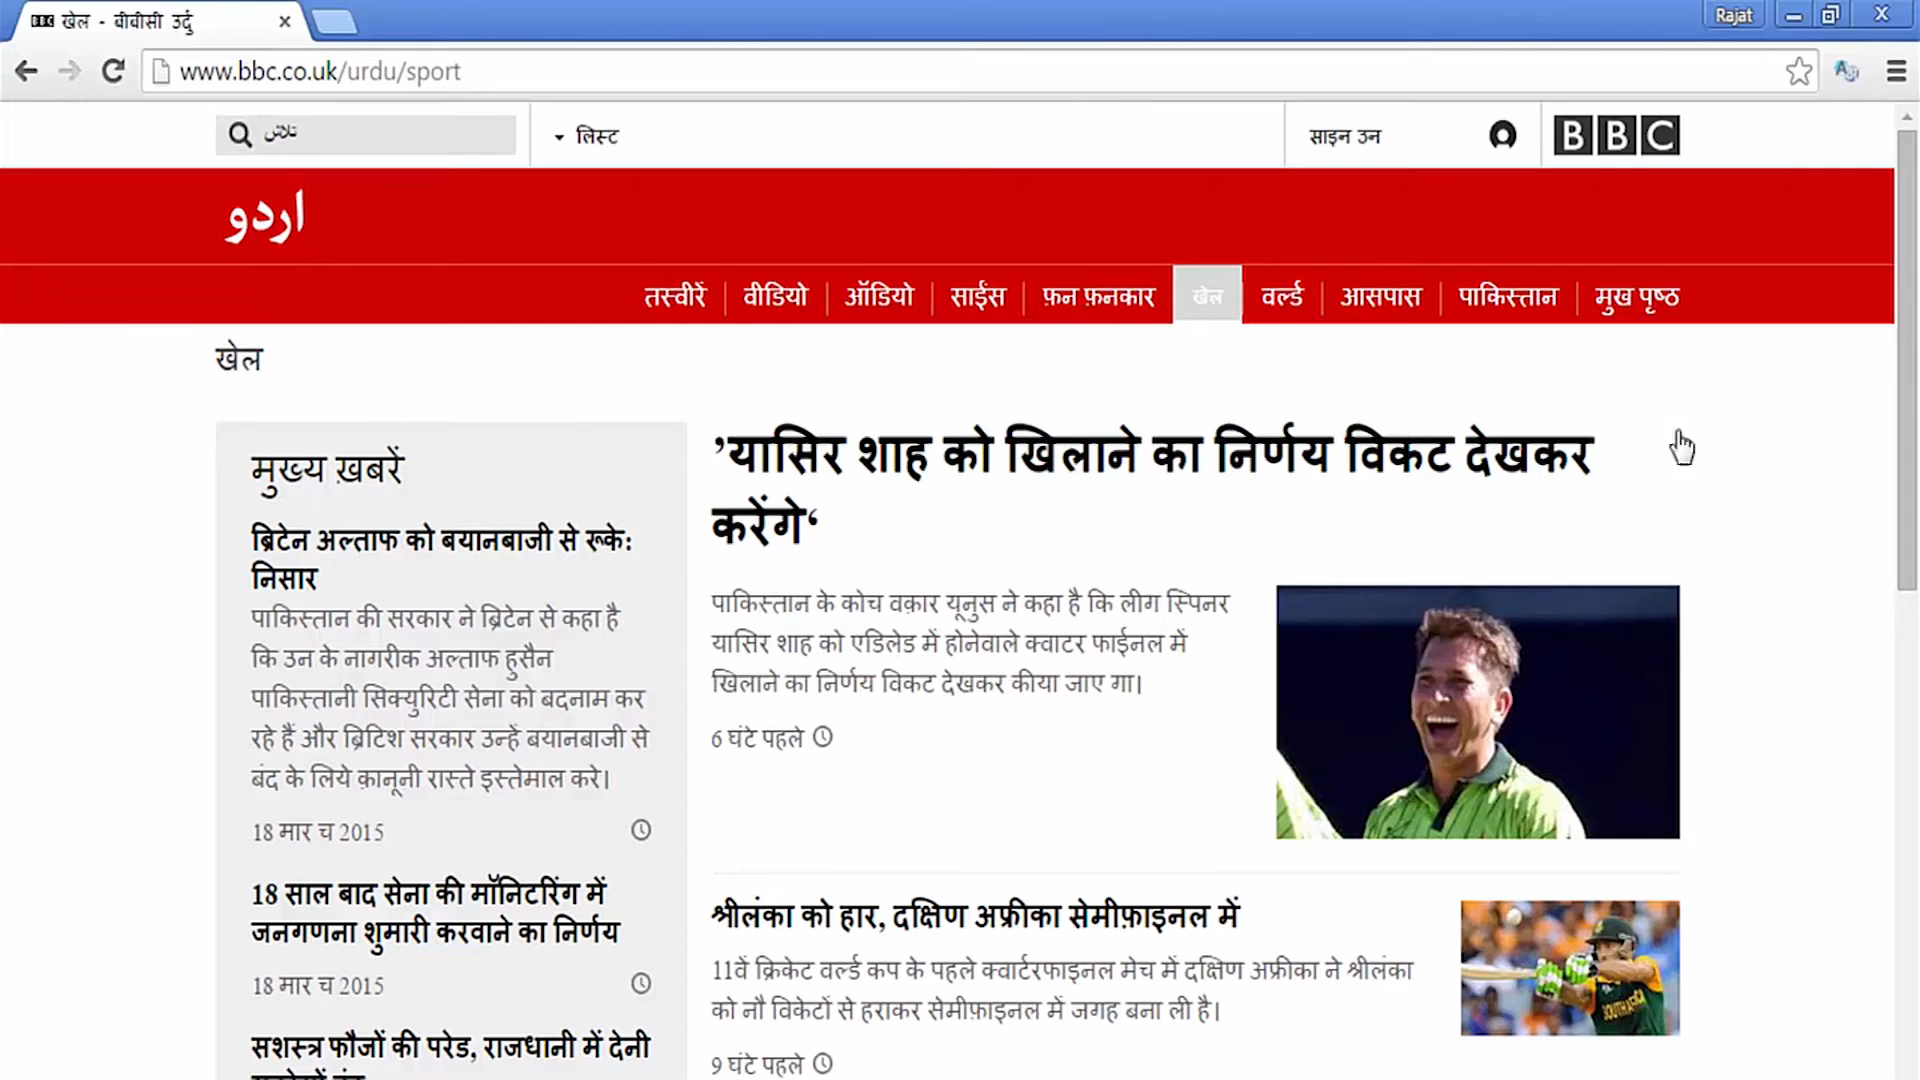 BBC खेल - बीबीसी उर्दु
Rajat
www.bbc.co.uk/urdu/sport
تلاش
लिस्ट
साइन उन
BBC
اردو
तस्वीरें वीडियो ऑडियो साईंस फ़न फ़नकार खेल वर्ल्ड आसपास पाकिस्तान मुख पृष्ठ
खेल
मुख्य ख़बरें
ब्रिटेन अल्ताफ को बयानबाजी से रूके:
निसार
पाकिस्तान की सरकार ने ब्रिटेन से कहा है
कि उन के नागरीक अल्ताफ हुसैन
पाकिस्तानी सिक्युरिटी सेना को बदनाम कर
रहे हैं और ब्रिटिश सरकार उन्हें बयानबाजी से
बंद के लिये क़ानूनी रास्ते इस्तेमाल करे।
18 मार च 2015
18 साल बाद सेना की मॉनिटरिंग में
जनगणना शुमारी करवाने का निर्णय
18 मार च 2015
सशस्त्र फौजों की परेड, राजधानी में देनी
’यासिर शाह को खिलाने का निर्णय विकट देखकर
करेंगे‘
पाकिस्तान के कोच वक़ार यूनुस ने कहा है कि लीग स्पिनर
यासिर शाह को एडिलेड में होनेवाले क्वाटर फाईनल में
खिलाने का निर्णय विकट देखकर कीया जाए गा।
6 घंटे पहले
श्रीलंका को हार, दक्षिण अफ्रीका सेमीफ़ाइनल में
11वें क्रिकेट वर्ल्ड कप के पहले क्वार्टरफाइनल मेच में दक्षिण अफ्रीका ने श्रीलंका
को नौ विकेटों से हराकर सेमीफ़ाइनल में जगह बना ली है।
9 घंटे पहले
SOUTH AFRICA